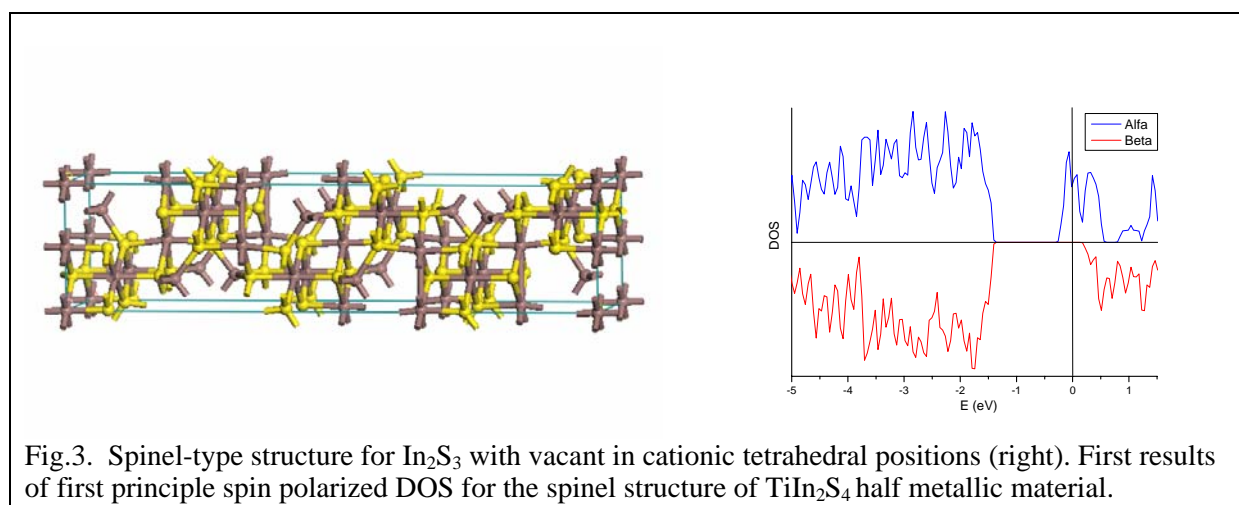 Alfa
Beta
DOS
-5 -4 -3 -2 -1 0 1
E (eV)
Fig.3. Spinel-type structure for In₂S₃ with vacant in cationic tetrahedral positions (right). First results
of first principle spin polarized DOS for the spinel structure of TiIn₂S₄ half metallic material.